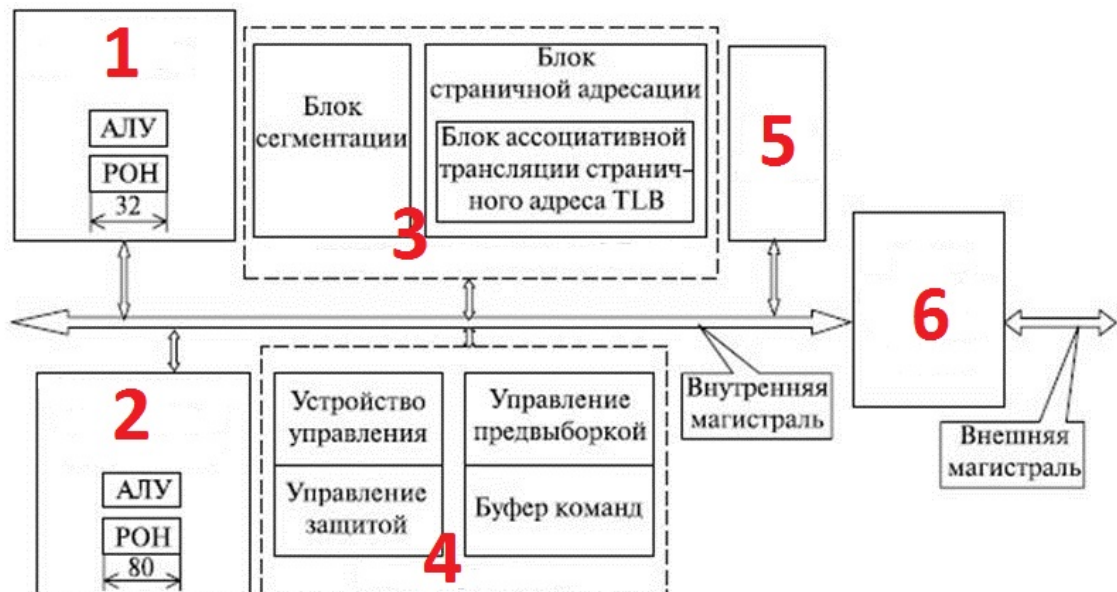 1
АЛУ
РОН
32
Блок
сегментации
Блок
страничной адресации
Блок ассоциативной
трансляции странич-
ного адреса TLB
3
5
6
2
АЛУ
РОН
80
Устройство
управления
Управление
защитой
Управление
предвыборкой
Буфер команд
4
Внутренняя
магистраль
Внешняя
магистраль